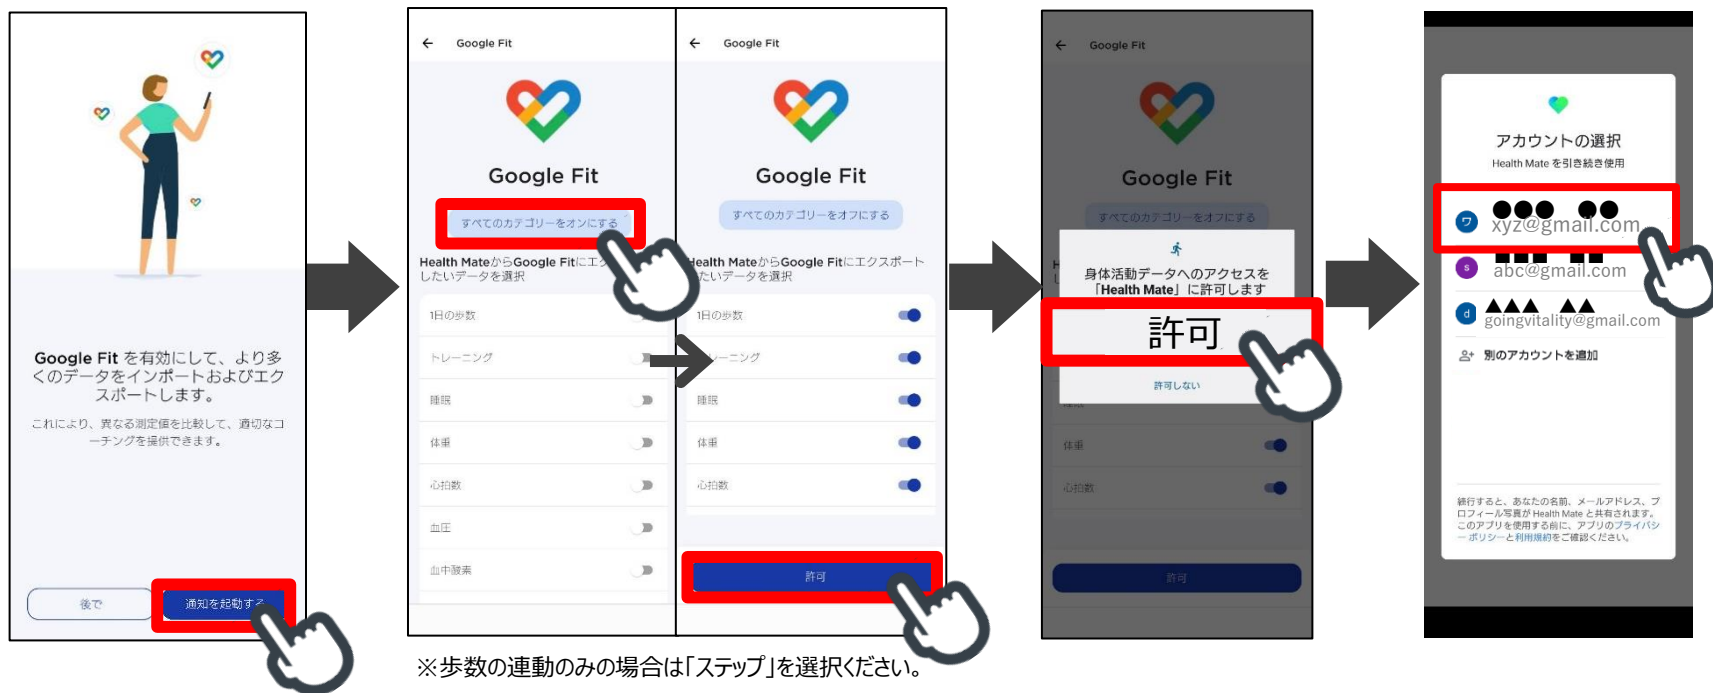 Google Fit を有効にして、より多
くのデータをインポートおよびエク
スポートします。
これにより、異なる測定値を比較して、適切なコ
ーチングを提供できます。
後で
通知を起動する
Google Fit
Google Fit
すべてのカテゴリーをオンにする
Health MateからGoogle Fitにエク
したいデータを選択
1日の歩数
トレーニング
睡眠
体重
心拍数
血圧
血中酸素
Google Fit
Google Fit
すべてのカテゴリーをオフにする
Health MateからGoogle Fitにエクスポート
たいデータを選択
1日の歩数
レーニング
睡眠
体重
心拍数
許可
※歩数の連動のみの場合は「ステップ」を選択ください。
Google Fit
Google Fit
すべてのカテゴリーをオフにする
身体活動データへのアクセスを
「Health Mate」に許可します
許可
許可しない
体重
心拍数
許可
アカウントの選択
Health Mate を引き続き使用
ワ
●●● ●●
xyz@gmail.com
s
■■■ ■■
abc@gmail.com
d
▲▲▲ ▲▲
goingvitality@gmail.com
別のアカウントを追加
続行すると、あなたの名前、メールアドレス、プ
ロフィール写真が Health Mate と共有されます。
このアプリを使用する前に、アプリのプライバシ
ー ポリシーと利用規約をご確認ください。